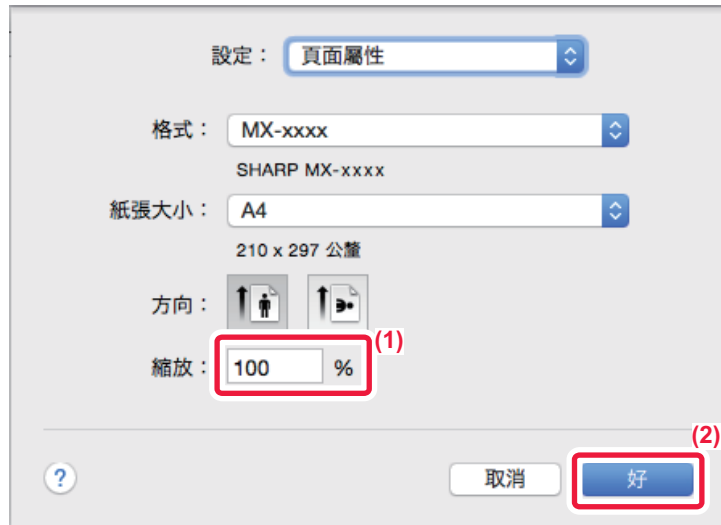 設定： 頁面屬性
格式： MX-xxxx
SHARP MX-xxxx
紙張大小： A4
210 x 297 公釐
方向：
(1)
縮放： 100 %
(2)
? 取消 好